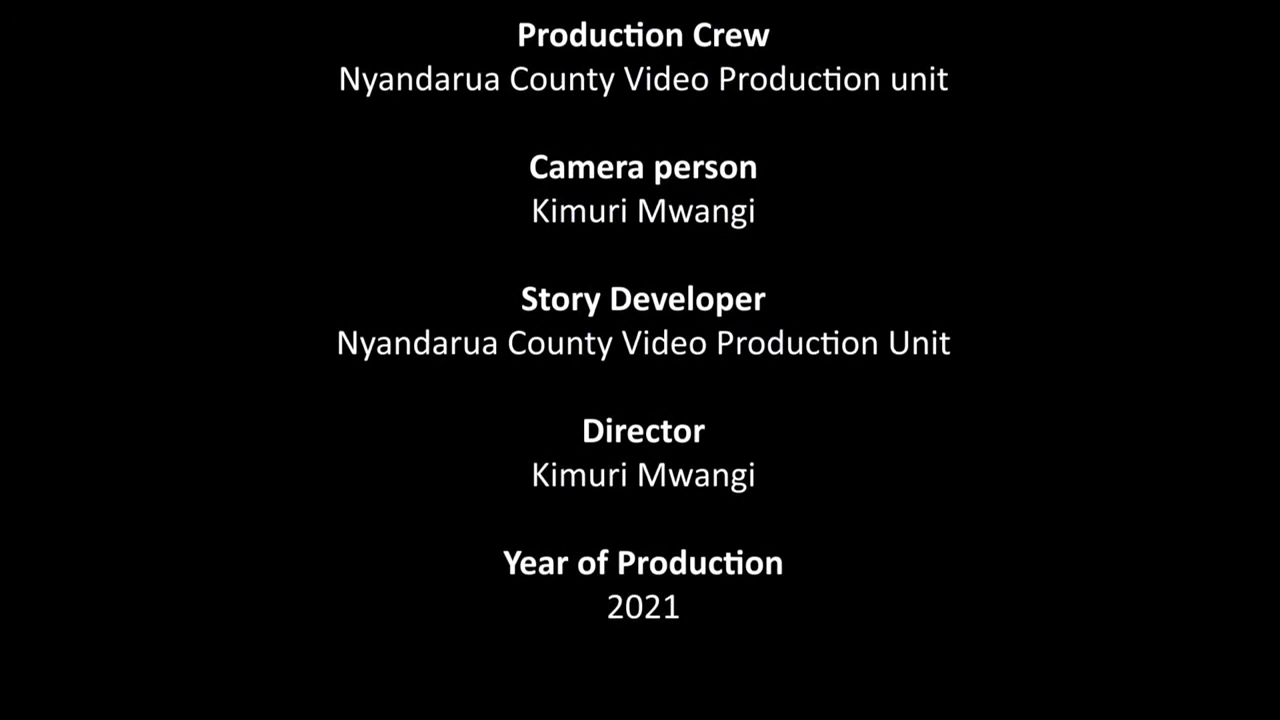 Production Crew
Nyandarua County Video Production unit
Camera person
Kimuri Mwangi
Story Developer
Nyandarua County Video Production Unit
Director
Kimuri Mwangi
Year of Production
2021